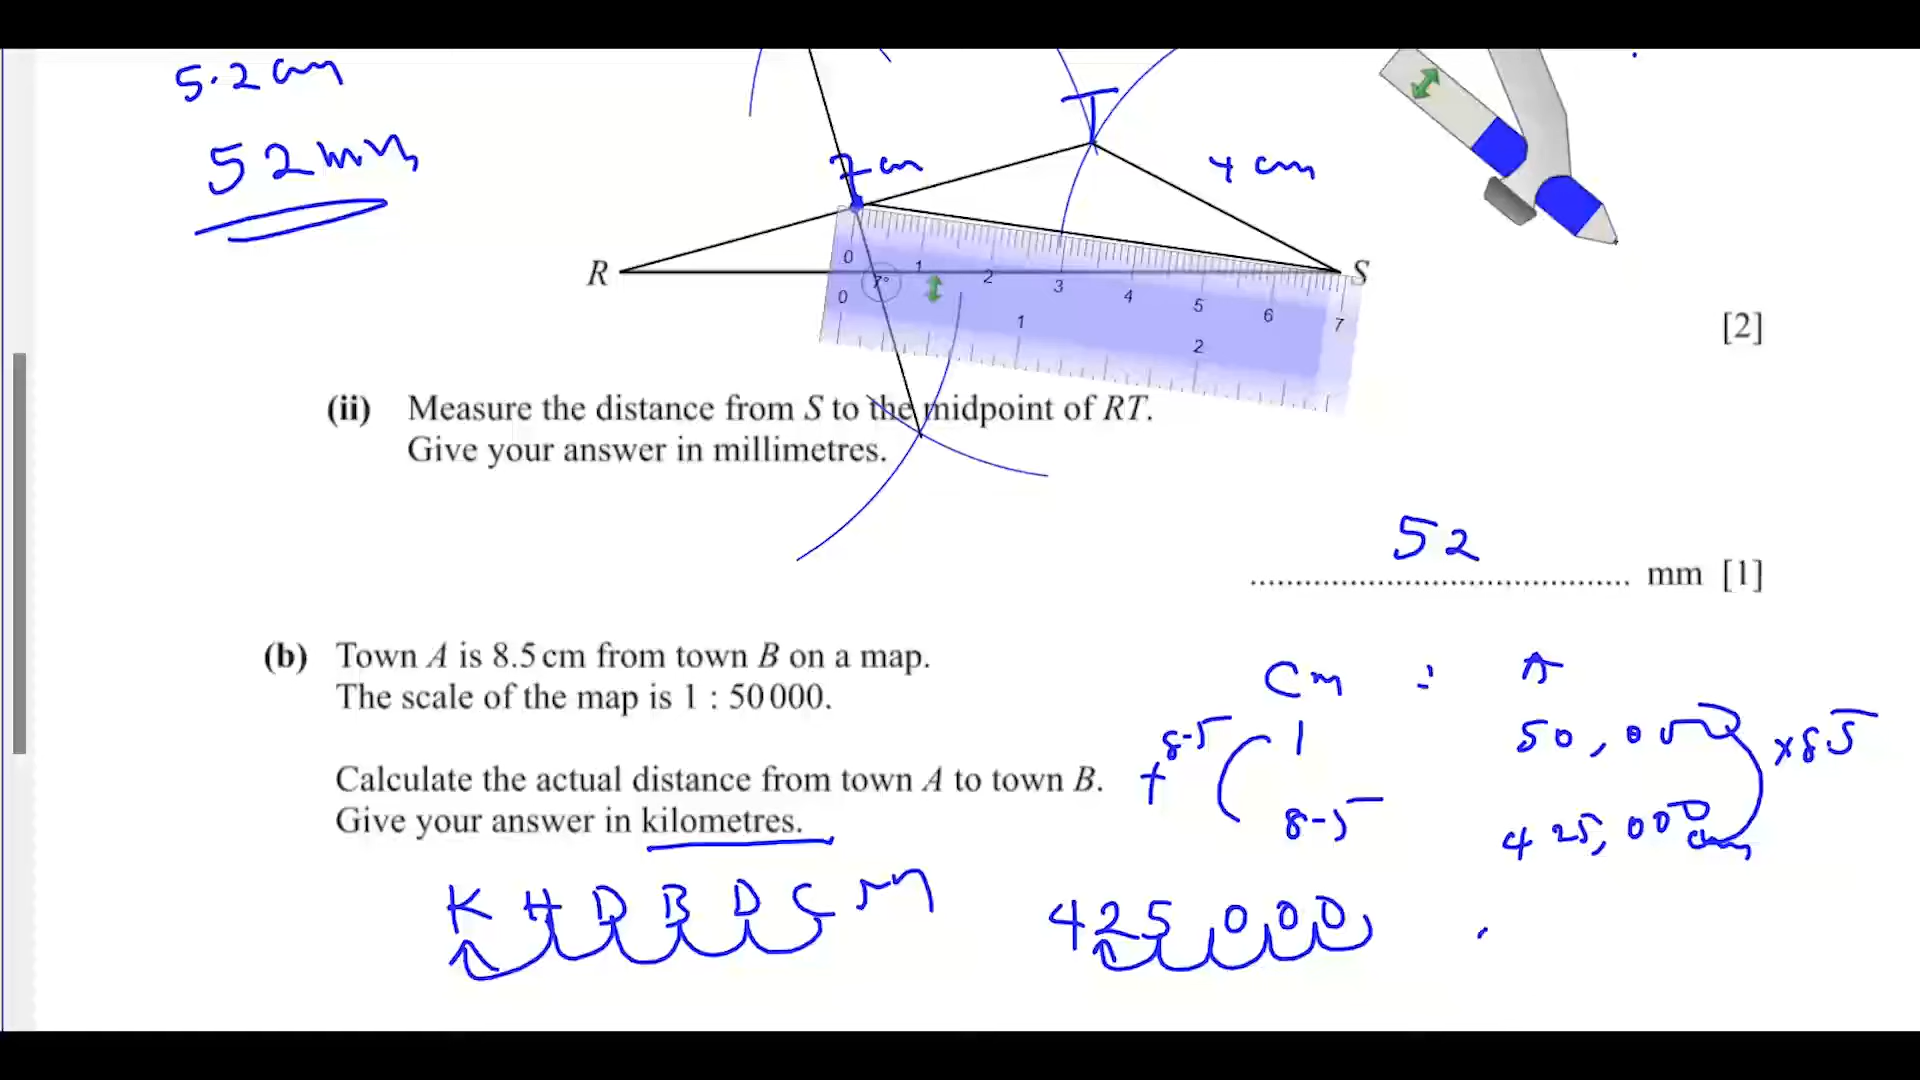 5.2 cm
52 mm
T
7 cm
4 cm
R
S
0 1 2 3 4 5 6 7
7°
0 1 2
[2]
(ii) Measure the distance from S to the midpoint of RT.
Give your answer in millimetres.
52
mm [1]
(b) Town A is 8.5 cm from town B on a map.
The scale of the map is 1 : 50 000.
Cm : A
8.5 1 50,000 ×8.5
Calculate the actual distance from town A to town B.
Give your answer in kilometres.
8.5 425,000 cm
K H D B D C M
425 000